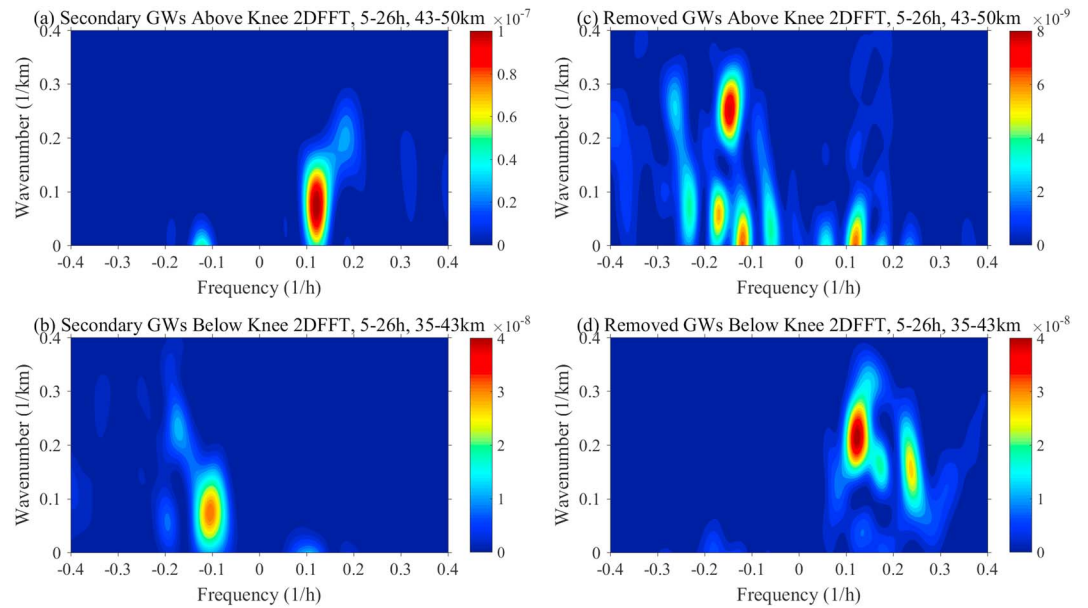 (a) Secondary GWs Above Knee 2DFFT, 5-26h, 43-50km ×10⁻⁷
0.4
0.3
0.2
0.1
0
Wavenumber (1/km)
-0.4 -0.3 -0.2 -0.1 0 0.1 0.2 0.3 0.4
Frequency (1/h)
1
0.8
0.6
0.4
0.2
0
(c) Removed GWs Above Knee 2DFFT, 5-26h, 43-50km ×10⁻⁹
0.4
0.3
0.2
0.1
0
Wavenumber (1/km)
-0.4 -0.3 -0.2 -0.1 0 0.1 0.2 0.3 0.4
Frequency (1/h)
8
6
4
2
0
(b) Secondary GWs Below Knee 2DFFT, 5-26h, 35-43km ×10⁻⁸
0.4
0.3
0.2
0.1
0
Wavenumber (1/km)
-0.4 -0.3 -0.2 -0.1 0 0.1 0.2 0.3 0.4
Frequency (1/h)
4
3
2
1
0
(d) Removed GWs Below Knee 2DFFT, 5-26h, 35-43km ×10⁻⁸
0.4
0.3
0.2
0.1
0
Wavenumber (1/km)
-0.4 -0.3 -0.2 -0.1 0 0.1 0.2 0.3 0.4
Frequency (1/h)
4
3
2
1
0